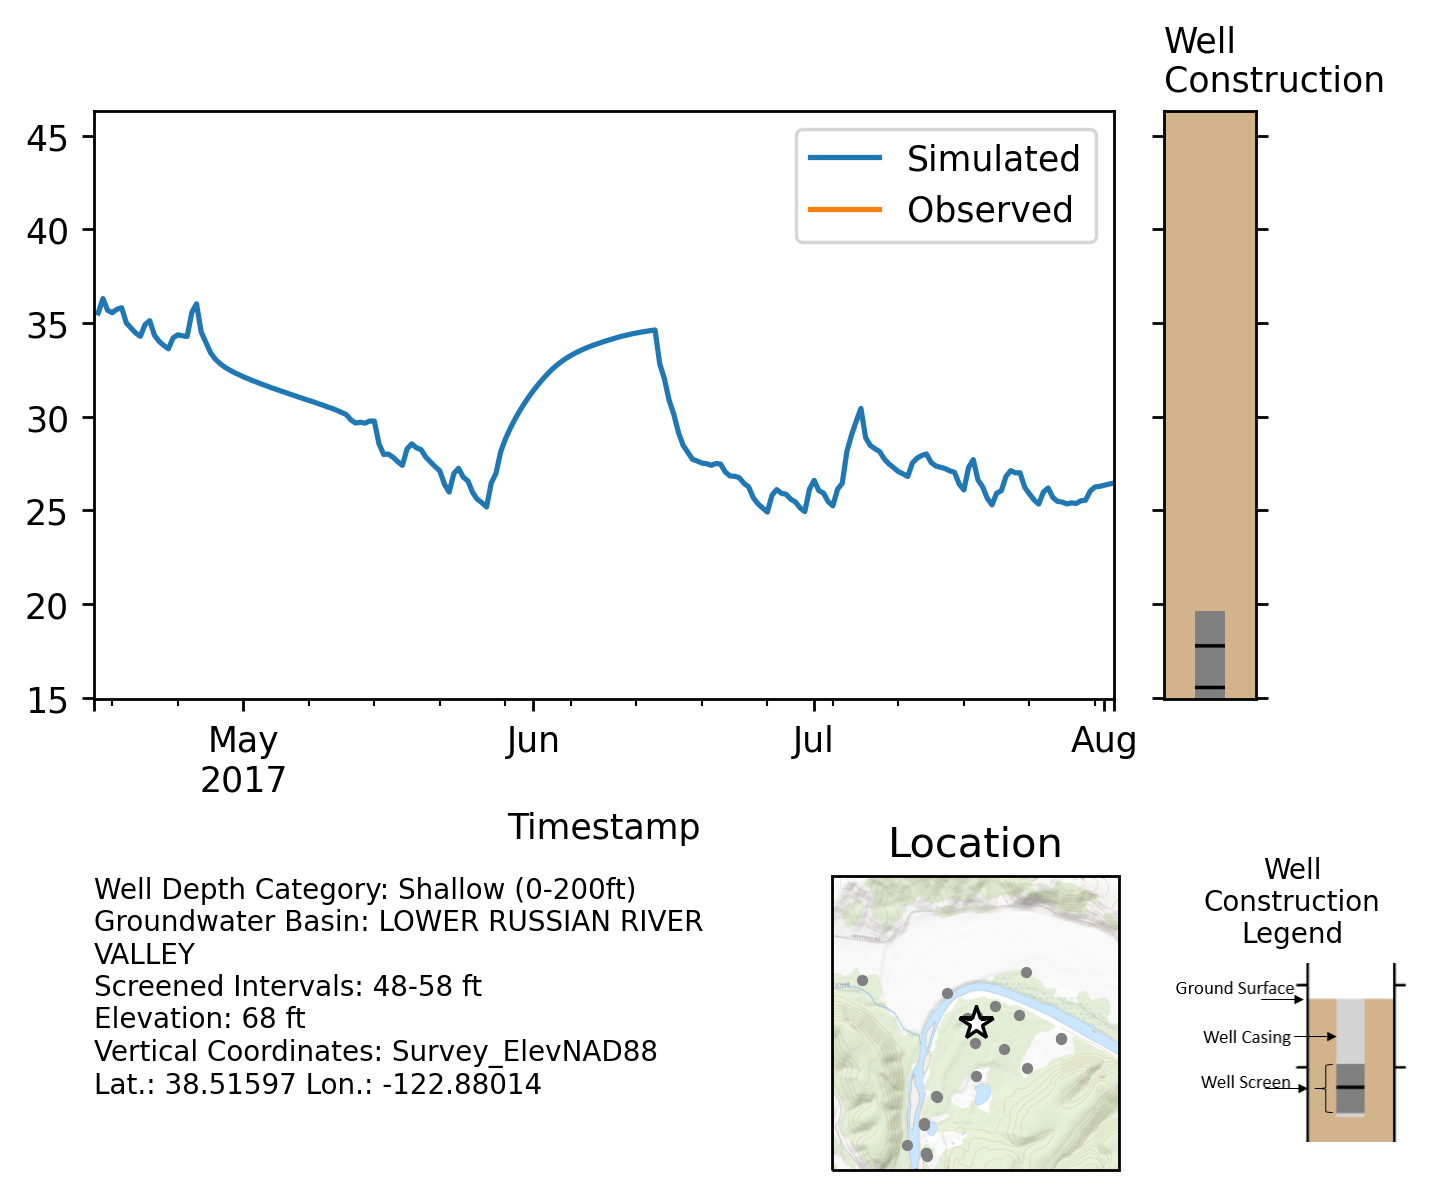 Well
Construction
45
40
35
30
25
20
15
Simulated
Observed
May
2017
Jun
Jul
Aug
Timestamp
Well Depth Category: Shallow (0-200ft)
Groundwater Basin: LOWER RUSSIAN RIVER
VALLEY
Screened Intervals: 48-58 ft
Elevation: 68 ft
Vertical Coordinates: Survey_ElevNAD88
Lat.: 38.51597 Lon.: -122.88014
Location
Well
Construction
Legend
Ground Surface
Well Casing
Well Screen